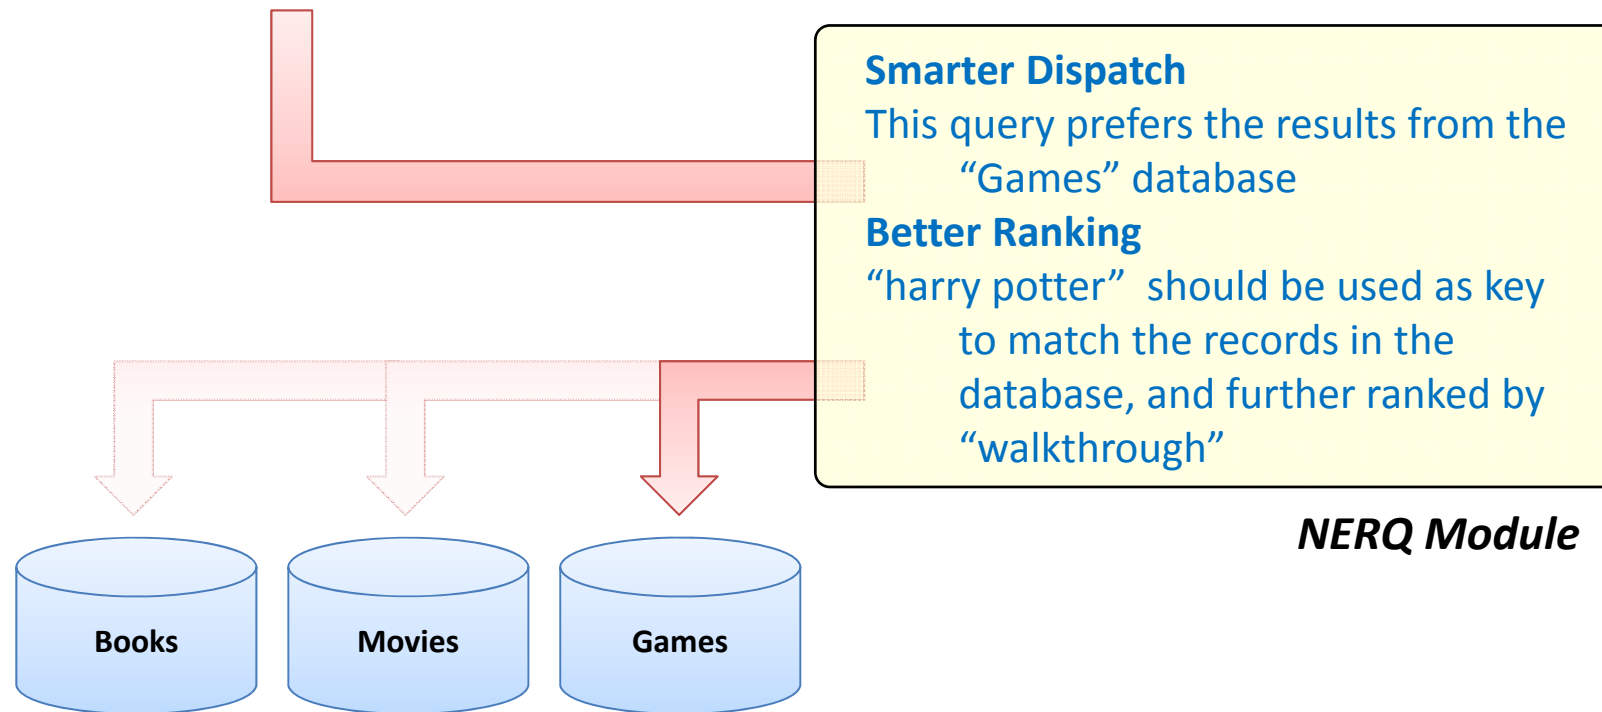 Smarter Dispatch
This query prefers the results from the
“Games” database
Better Ranking
“harry potter”  should be used as key
to match the records in the
database, and further ranked by
“walkthrough”
NERQ Module
Books
Movies
Games